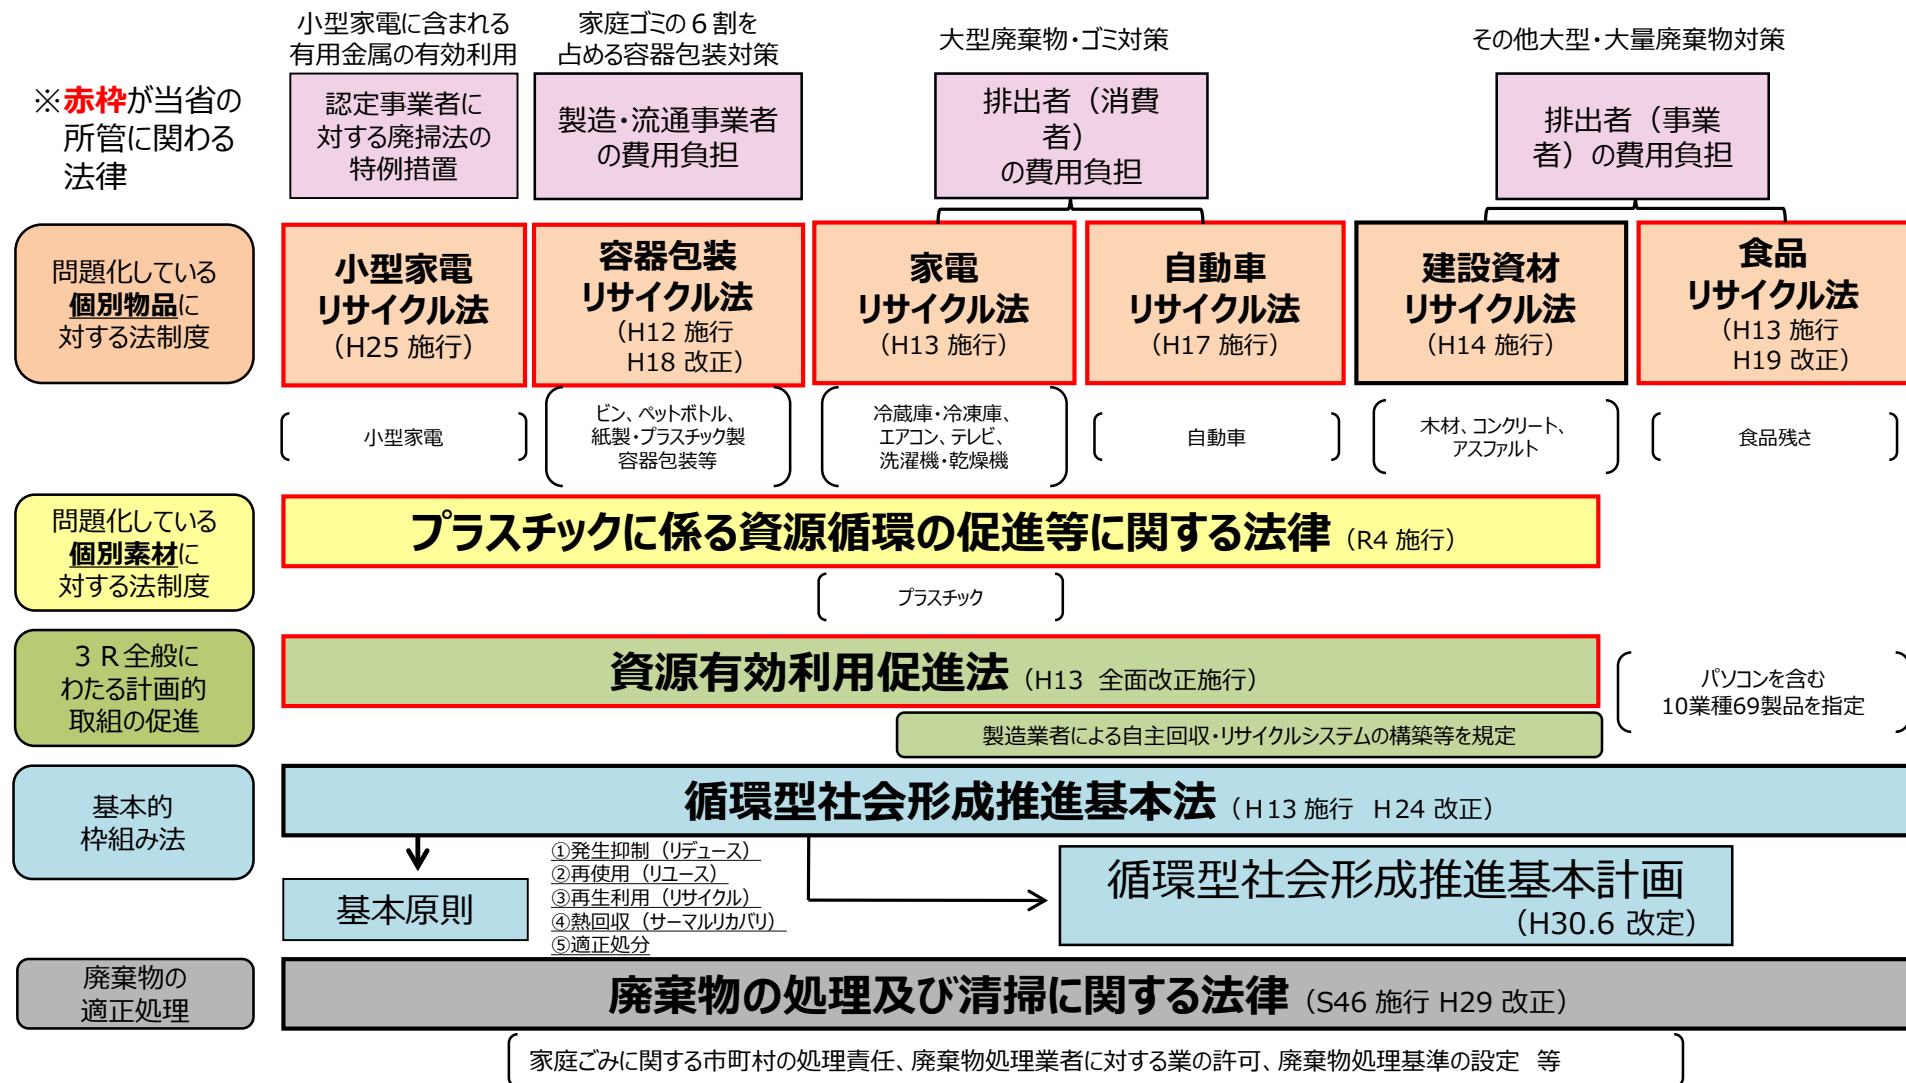 小型家電に含まれる
有用金属の有効利用
家庭ゴミの６割を
占める容器包装対策
大型廃棄物・ゴミ対策
その他大型・大量廃棄物対策
※赤枠が当省の
所管に関わる
法律
認定事業者に
対する廃掃法の
特例措置
製造・流通事業者
の費用負担
排出者（消費
者）
の費用負担
排出者（事業
者）の費用負担
問題化している
個別物品に
対する法制度
小型家電
リサイクル法
（H25 施行）
容器包装
リサイクル法
（H12 施行
H18 改正）
家電
リサイクル法
（H13 施行）
自動車
リサイクル法
（H17 施行）
建設資材
リサイクル法
（H14 施行）
食品
リサイクル法
（H13 施行
H19 改正）
小型家電
ビン、ペットボトル、
紙製・プラスチック製
容器包装等
冷蔵庫・冷凍庫、
エアコン、テレビ、
洗濯機・乾燥機
自動車
木材、コンクリート、
アスファルト
食品残さ
問題化している
個別素材に
対する法制度
プラスチックに係る資源循環の促進等に関する法律（R4 施行）
プラスチック
３Ｒ全般に
わたる計画的
取組の促進
資源有効利用促進法（H13 全面改正施行）
パソコンを含む
10業種69製品を指定
製造業者による自主回収・リサイクルシステムの構築等を規定
基本的
枠組み法
循環型社会形成推進基本法（Ｈ13 施行 Ｈ24 改正）
基本原則
①発生抑制（リデュース）
②再使用（リユース）
③再生利用（リサイクル）
④熱回収（サーマルリカバリ）
⑤適正処分
循環型社会形成推進基本計画
（H30.6 改定）
廃棄物の
適正処理
廃棄物の処理及び清掃に関する法律（S46 施行 H29 改正）
家庭ごみに関する市町村の処理責任、廃棄物処理業者に対する業の許可、廃棄物処理基準の設定 等